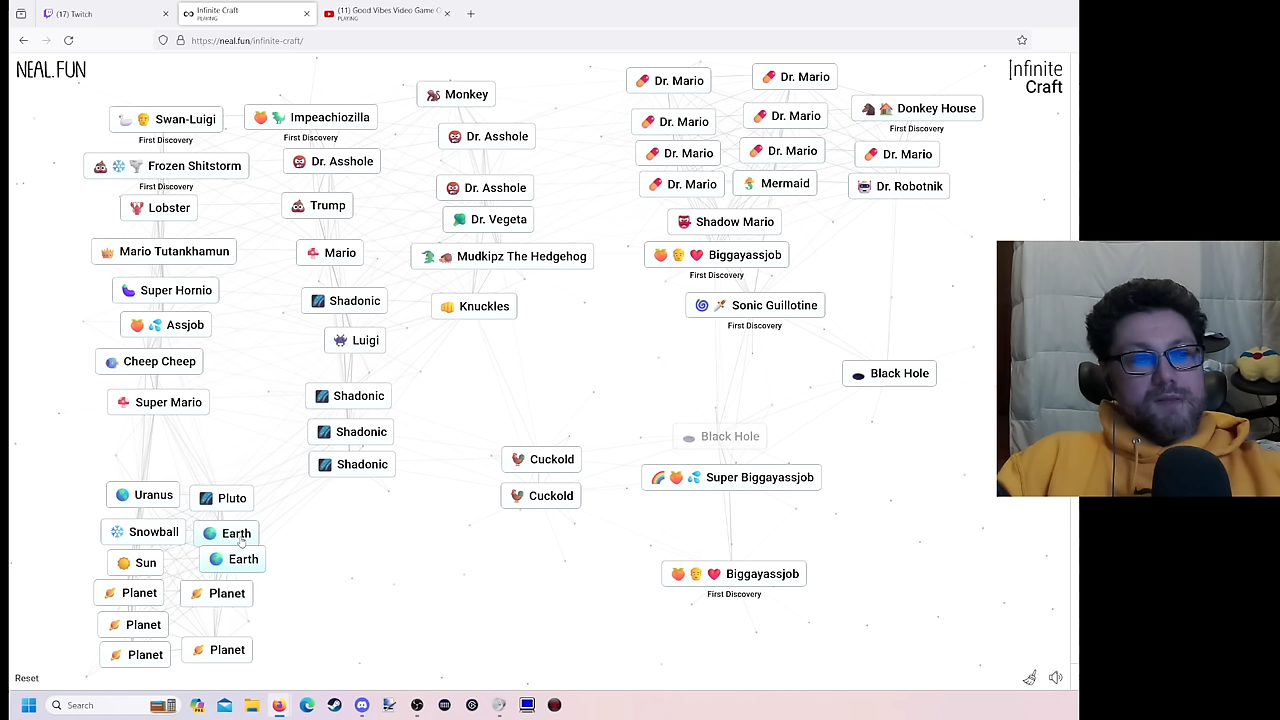 (17) Twitch
Infinite Craft
PLAYING
(11) Good Vibes Video Game C
PLAYING
https://neal.fun/infinite-craft/
NEAL.FUN
Infinite
Craft
Swan-Luigi
First Discovery
Impeachiozilla
First Discovery
Monkey
Dr. Mario
Dr. Mario
Donkey House
First Discovery
Frozen Shitstorm
First Discovery
Dr. Asshole
Dr. Asshole
Dr. Mario
Dr. Mario
Dr. Mario
Dr. Mario
Dr. Mario
Lobster
Trump
Dr. Asshole
Dr. Mario
Mermaid
Dr. Robotnik
Dr. Vegeta
Shadow Mario
Mario Tutankhamun
Mario
Mudkipz The Hedgehog
Biggayassjob
First Discovery
Super Hornio
Shadonic
Knuckles
Sonic Guillotine
First Discovery
Assjob
Luigi
Cheep Cheep
Black Hole
Super Mario
Shadonic
Shadonic
Black Hole
Shadonic
Cuckold
Super Biggayassjob
Uranus
Pluto
Cuckold
Snowball
Earth
Sun
Earth
Biggayassjob
First Discovery
Planet
Planet
Planet
Planet
Planet
Reset
Search